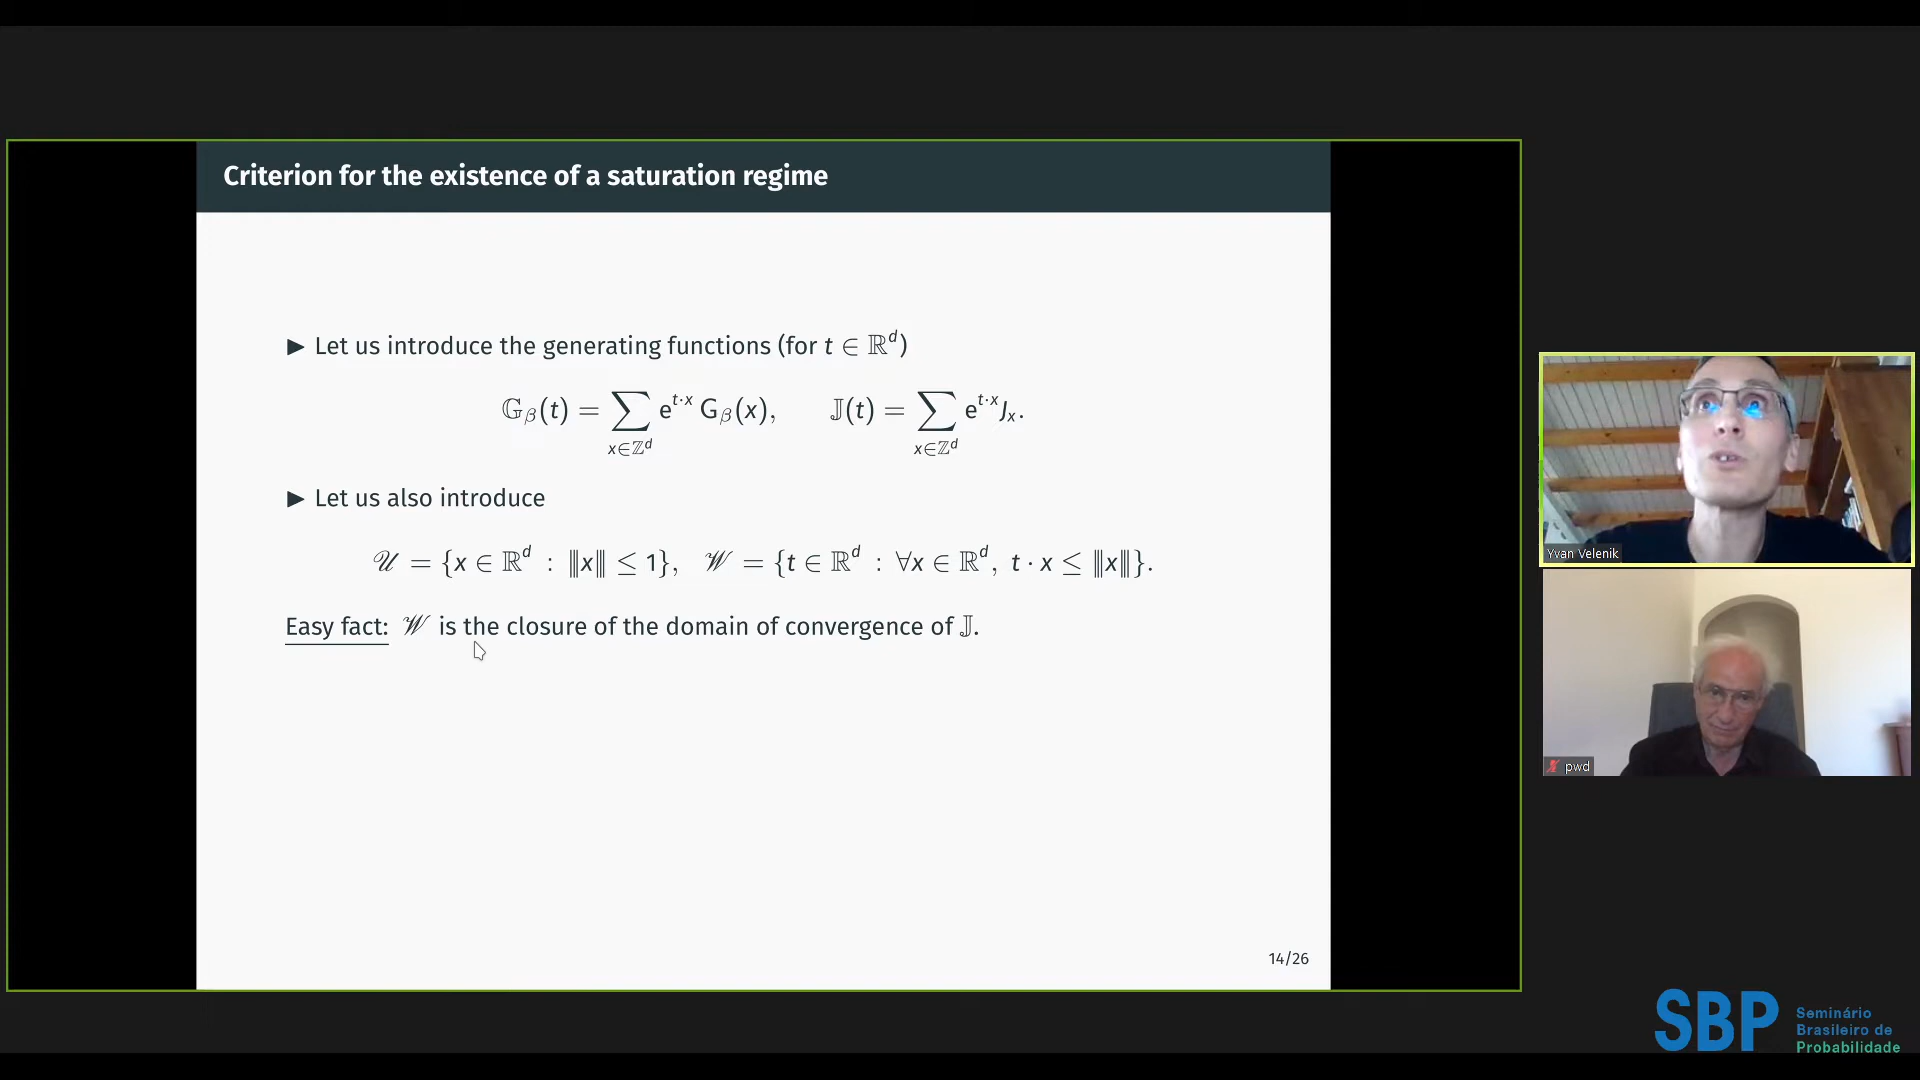 Criterion for the existence of a saturation regime
▶ Let us introduce the generating functions (for t ∈ ℝ^d)
𝔾_β(t) = ∑_{x∈ℤ^d} e^{t·x} G_β(x), 𝕁(t) = ∑_{x∈ℤ^d} e^{t·x} J_x.
▶ Let us also introduce
𝒰 = {x ∈ ℝ^d : ⦀x⦀ ≤ 1}, 𝒲 = {t ∈ ℝ^d : ∀x ∈ ℝ^d, t · x ≤ ⦀x⦀}.
Easy fact: 𝒲 is the closure of the domain of convergence of 𝕁.
14/26
Yvan Velenik
pwd
SBP
Seminário
Brasileiro de
Probabilidade